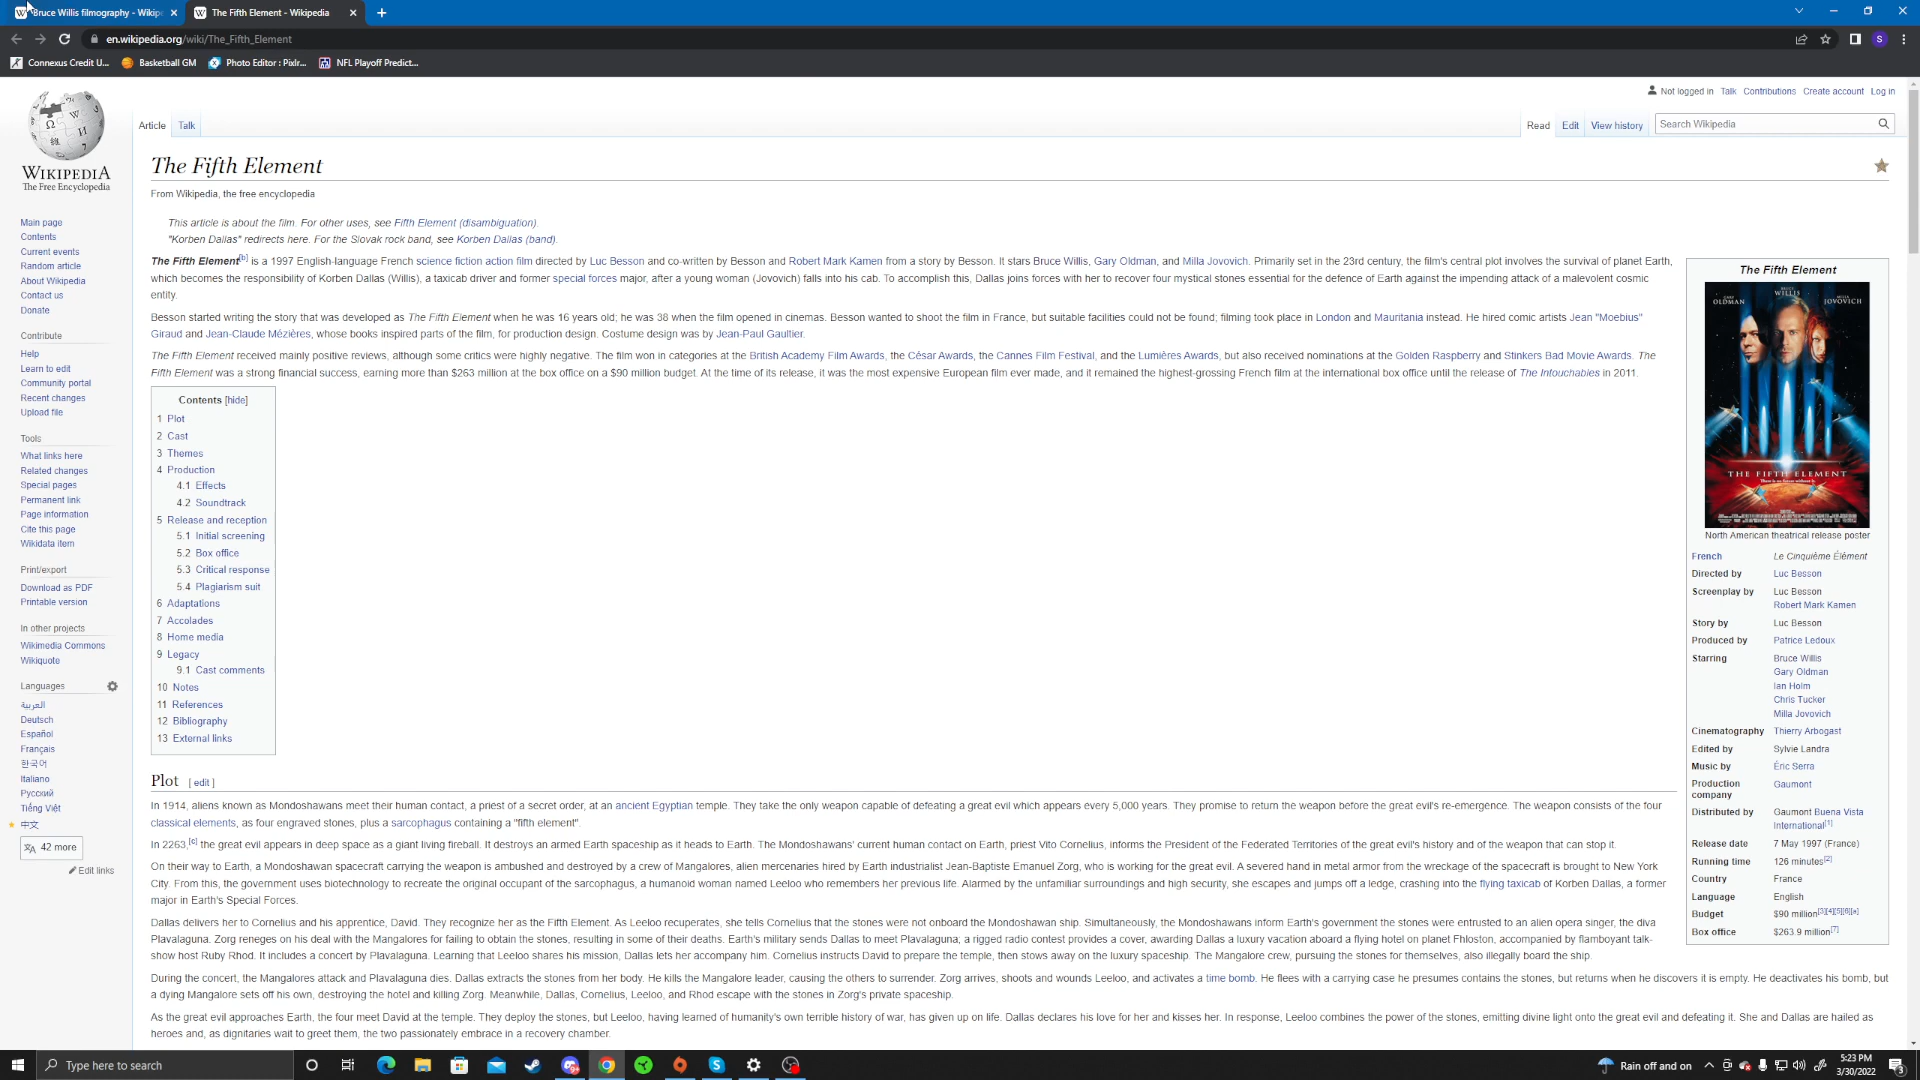 Bruce Willis filmography - Wikip
The Fifth Element - Wikipedia
en.wikipedia.org/wiki/The_Fifth_Element
S
Connexus Credit U...
Basketball GM
Photo Editor : Pixlr...
NFL Playoff Predict...
Not logged in Talk Contributions Create account Log in
Article Talk
Read Edit View history
Search Wikipedia
WIKIPEDIA
The Free Encyclopedia
Main page
Contents
Current events
Random article
About Wikipedia
Contact us
Donate
Contribute
Help
Learn to edit
Community portal
Recent changes
Upload file
Tools
What links here
Related changes
Special pages
Permanent link
Page information
Cite this page
Wikidata item
Print/export
Download as PDF
Printable version
In other projects
Wikimedia Commons
Wikiquote
Languages
العربية
Deutsch
Español
Français
한국어
Italiano
Русский
Tiếng Việt
中文
42 more
Edit links
The Fifth Element
From Wikipedia, the free encyclopedia
This article is about the film. For other uses, see Fifth Element (disambiguation).
"Korben Dallas" redirects here. For the Slovak rock band, see Korben Dallas (band).
The Fifth Element[b] is a 1997 English-language French science fiction action film directed by Luc Besson and co-written by Besson and Robert Mark Kamen from a story by Besson. It stars Bruce Willis, Gary Oldman, and Milla Jovovich. Primarily set in the 23rd century, the film's central plot involves the survival of planet Earth,
which becomes the responsibility of Korben Dallas (Willis), a taxicab driver and former special forces major, after a young woman (Jovovich) falls into his cab. To accomplish this, Dallas joins forces with her to recover four mystical stones essential for the defence of Earth against the impending attack of a malevolent cosmic
entity.
Besson started writing the story that was developed as The Fifth Element when he was 16 years old; he was 38 when the film opened in cinemas. Besson wanted to shoot the film in France, but suitable facilities could not be found; filming took place in London and Mauritania instead. He hired comic artists Jean "Moebius"
Giraud and Jean-Claude Mézières, whose books inspired parts of the film, for production design. Costume design was by Jean-Paul Gaultier.
The Fifth Element received mainly positive reviews, although some critics were highly negative. The film won in categories at the British Academy Film Awards, the César Awards, the Cannes Film Festival, and the Lumières Awards, but also received nominations at the Golden Raspberry and Stinkers Bad Movie Awards. The
Fifth Element was a strong financial success, earning more than $263 million at the box office on a $90 million budget. At the time of its release, it was the most expensive European film ever made, and it remained the highest-grossing French film at the international box office until the release of The Intouchables in 2011.
Contents [hide]
1 Plot
2 Cast
3 Themes
4 Production
4.1 Effects
4.2 Soundtrack
5 Release and reception
5.1 Initial screening
5.2 Box office
5.3 Critical response
5.4 Plagiarism suit
6 Adaptations
7 Accolades
8 Home media
9 Legacy
9.1 Cast comments
10 Notes
11 References
12 Bibliography
13 External links
Plot [ edit ]
In 1914, aliens known as Mondoshawans meet their human contact, a priest of a secret order, at an ancient Egyptian temple. They take the only weapon capable of defeating a great evil which appears every 5,000 years. They promise to return the weapon before the great evil's re-emergence. The weapon consists of the four
classical elements, as four engraved stones, plus a sarcophagus containing a "fifth element".
In 2263,[c] the great evil appears in deep space as a giant living fireball. It destroys an armed Earth spaceship as it heads to Earth. The Mondoshawans' current human contact on Earth, priest Vito Cornelius, informs the President of the Federated Territories of the great evil's history and of the weapon that can stop it.
On their way to Earth, a Mondoshawan spacecraft carrying the weapon is ambushed and destroyed by a crew of Mangalores, alien mercenaries hired by Earth industrialist Jean-Baptiste Emanuel Zorg, who is working for the great evil. A severed hand in metal armor from the wreckage of the spacecraft is brought to New York
City. From this, the government uses biotechnology to recreate the original occupant of the sarcophagus, a humanoid woman named Leeloo who remembers her previous life. Alarmed by the unfamiliar surroundings and high security, she escapes and jumps off a ledge, crashing into the flying taxicab of Korben Dallas, a former
major in Earth's Special Forces.
Dallas delivers her to Cornelius and his apprentice, David. They recognize her as the Fifth Element. As Leeloo recuperates, she tells Cornelius that the stones were not onboard the Mondoshawan ship. Simultaneously, the Mondoshawans inform Earth's government the stones were entrusted to an alien opera singer, the diva
Plavalaguna. Zorg reneges on his deal with the Mangalores for failing to obtain the stones, resulting in some of their deaths. Earth's military sends Dallas to meet Plavalaguna; a rigged radio contest provides a cover, awarding Dallas a luxury vacation aboard a flying hotel on planet Fhloston, accompanied by flamboyant talk-
show host Ruby Rhod. It includes a concert by Plavalaguna. Learning that Leeloo shares his mission, Dallas lets her accompany him. Cornelius instructs David to prepare the temple, then stows away on the luxury spaceship. The Mangalore crew, pursuing the stones for themselves, also illegally board the ship.
During the concert, the Mangalores attack and Plavalaguna dies. Dallas extracts the stones from her body. He kills the Mangalore leader, causing the others to surrender. Zorg arrives, shoots and wounds Leeloo, and activates a time bomb. He flees with a carrying case he presumes contains the stones, but returns when he discovers it is empty. He deactivates his bomb, but
a dying Mangalore sets off his own, destroying the hotel and killing Zorg. Meanwhile, Dallas, Cornelius, Leeloo, and Rhod escape with the stones in Zorg's private spaceship.
As the great evil approaches Earth, the four meet David at the temple. They deploy the stones, but Leeloo, having learned of humanity's own terrible history of war, has given up on life. Dallas declares his love for her and kisses her. In response, Leeloo combines the power of the stones, emitting divine light onto the great evil and defeating it. She and Dallas are hailed as
heroes and, as dignitaries wait to greet them, the two passionately embrace in a recovery chamber.
The Fifth Element
GARY OLDMAN
BRUCE WILLIS
MILLA JOVOVICH
THE FIFTH ELEMENT
North American theatrical release poster
French Le Cinquième Élément
Directed by Luc Besson
Screenplay by Luc Besson
Robert Mark Kamen
Story by Luc Besson
Produced by Patrice Ledoux
Starring Bruce Willis
Gary Oldman
Ian Holm
Chris Tucker
Milla Jovovich
Cinematography Thierry Arbogast
Edited by Sylvie Landra
Music by Éric Serra
Production company Gaumont
Distributed by Gaumont Buena Vista
International[1]
Release date 7 May 1997 (France)
Running time 126 minutes[2]
Country France
Language English
Budget $90 million[3][4][5][6][a]
Box office $263.9 million[7]
Type here to search
Rain off and on
5:23 PM
3/30/2022
3